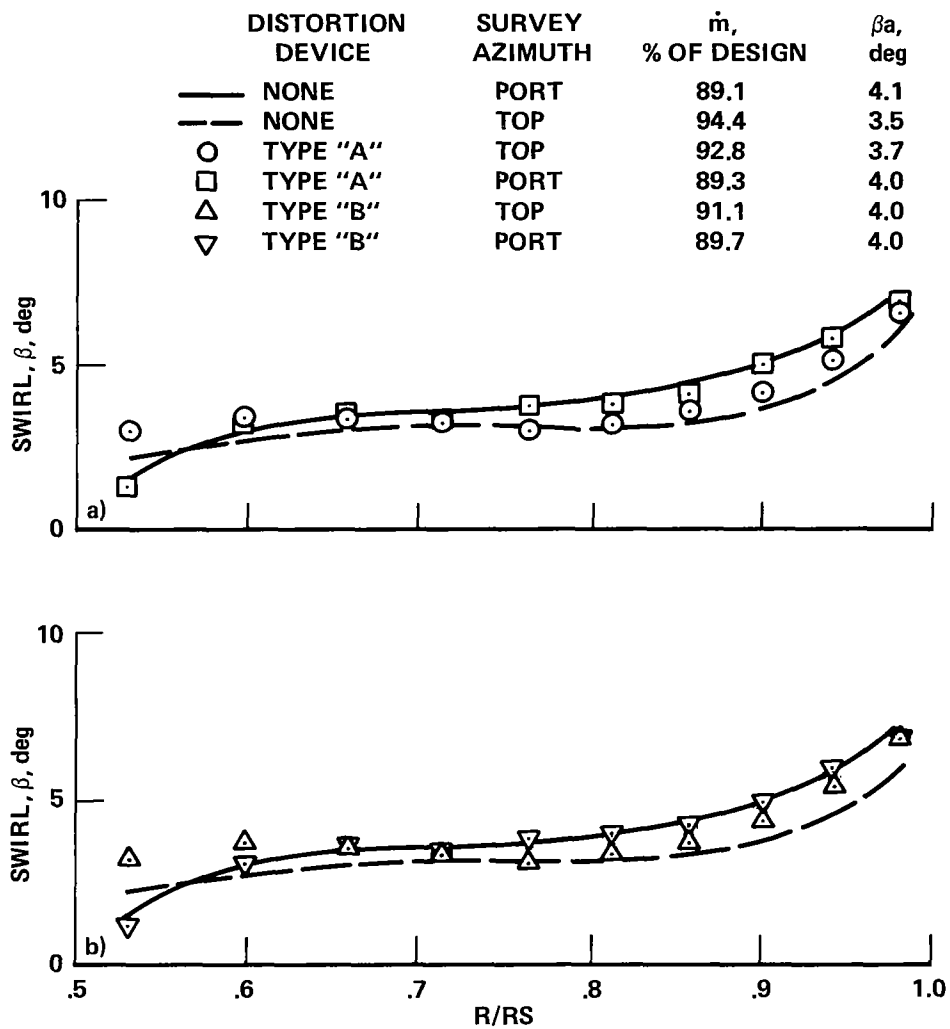 DISTORTION SURVEY ṁ, βa,
DEVICE AZIMUTH % OF DESIGN deg
NONE PORT 89.1 4.1
NONE TOP 94.4 3.5
TYPE "A" TOP 92.8 3.7
TYPE "A" PORT 89.3 4.0
TYPE "B" TOP 91.1 4.0
TYPE "B" PORT 89.7 4.0
10
5
0
SWIRL, β, deg
a)
10
5
0
SWIRL, β, deg
b)
.5 .6 .7 .8 .9 1.0
R/RS